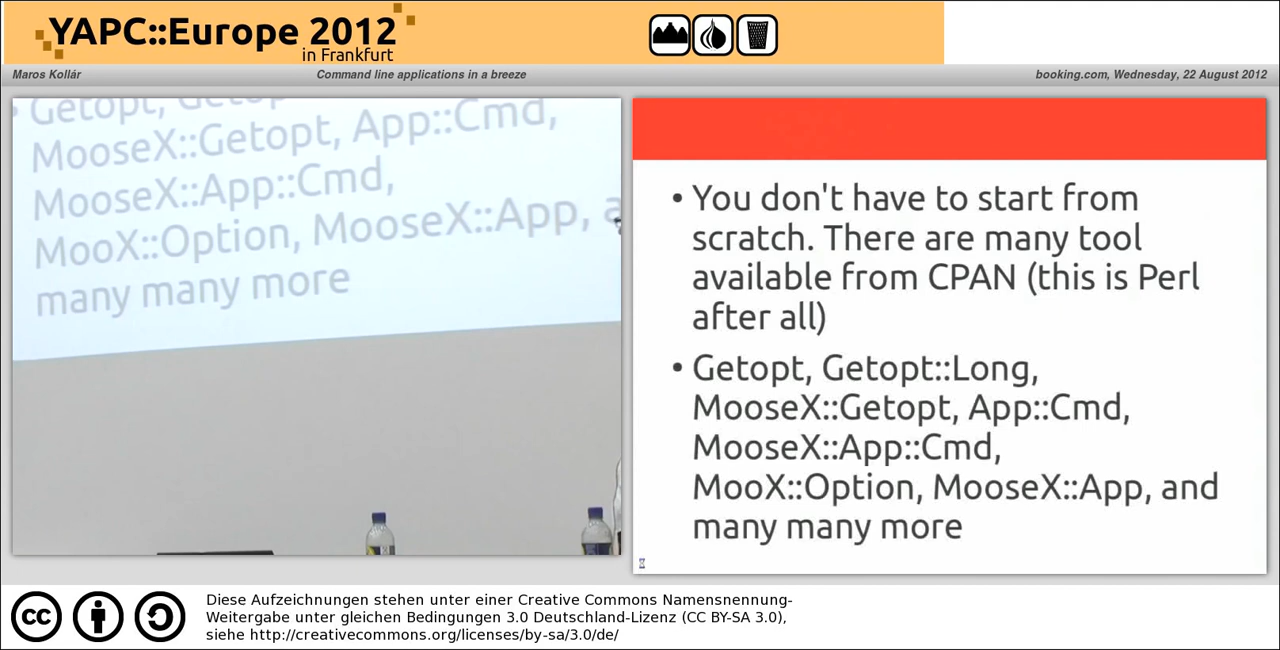 YAPC::Europe 2012
in Frankfurt
Maros Kollár
Command line applications in a breeze
booking.com, Wednesday, 22 August 2012
Getopt,
MooseX::Getopt, App::Cmd,
MooseX::App::Cmd,
MooX::Option, MooseX::App, a
many many more
• You don't have to start from
scratch. There are many tool
available from CPAN (this is Perl
after all)
• Getopt, Getopt::Long,
MooseX::Getopt, App::Cmd,
MooseX::App::Cmd,
MooX::Option, MooseX::App, and
many many more
cc
Diese Aufzeichnungen stehen unter einer Creative Commons Namensnennung-
Weitergabe unter gleichen Bedingungen 3.0 Deutschland-Lizenz (CC BY-SA 3.0),
siehe http://creativecommons.org/licenses/by-sa/3.0/de/